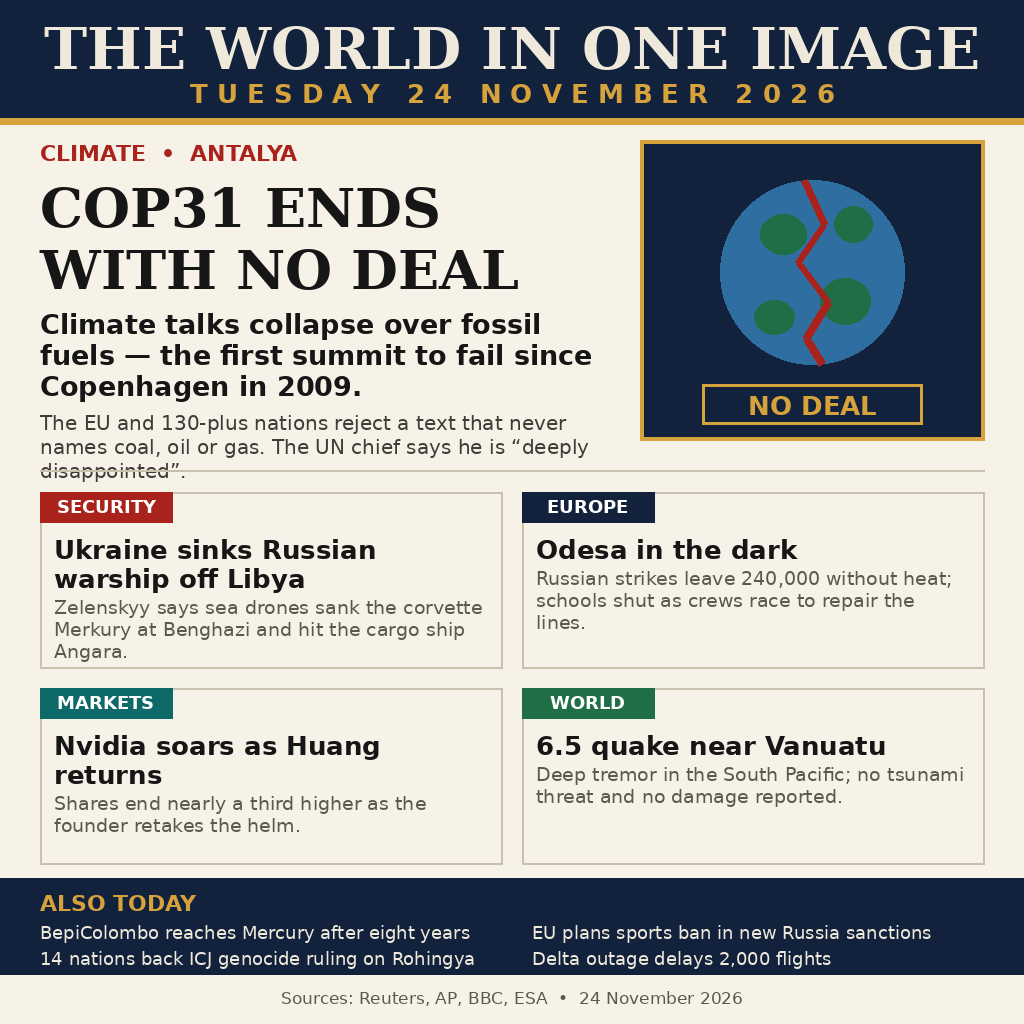 THE WORLD IN ONE IMAGE
TUESDAY 24 NOVEMBER 2026
CLIMATE • ANTALYA
COP31 ENDS
WITH NO DEAL
Climate talks collapse over fossil
fuels — the first summit to fail since
Copenhagen in 2009.
The EU and 130-plus nations reject a text that never
names coal, oil or gas. The UN chief says he is “deeply
disappointed”.
NO DEAL
SECURITY
Ukraine sinks Russian
warship off Libya
Zelenskyy says sea drones sank the corvette
Merkury at Benghazi and hit the cargo ship
Angara.
EUROPE
Odesa in the dark
Russian strikes leave 240,000 without heat;
schools shut as crews race to repair the
lines.
MARKETS
Nvidia soars as Huang
returns
Shares end nearly a third higher as the
founder retakes the helm.
WORLD
6.5 quake near Vanuatu
Deep tremor in the South Pacific; no tsunami
threat and no damage reported.
ALSO TODAY
BepiColombo reaches Mercury after eight years
14 nations back ICJ genocide ruling on Rohingya
EU plans sports ban in new Russia sanctions
Delta outage delays 2,000 flights
Sources: Reuters, AP, BBC, ESA • 24 November 2026